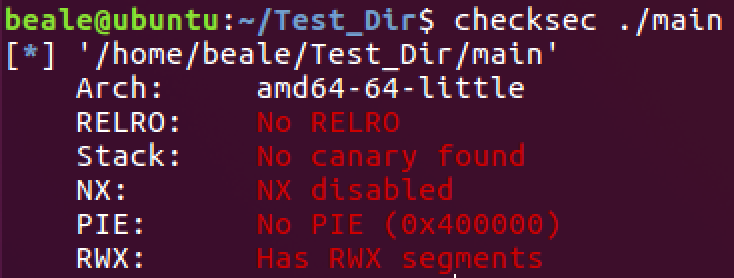 beale@ubuntu:~/Test_Dir$ checksec ./main
[*] '/home/beale/Test_Dir/main'
Arch: amd64-64-little
RELRO: No RELRO
Stack: No canary found
NX: NX disabled
PIE: No PIE (0x400000)
RWX: Has RWX segments